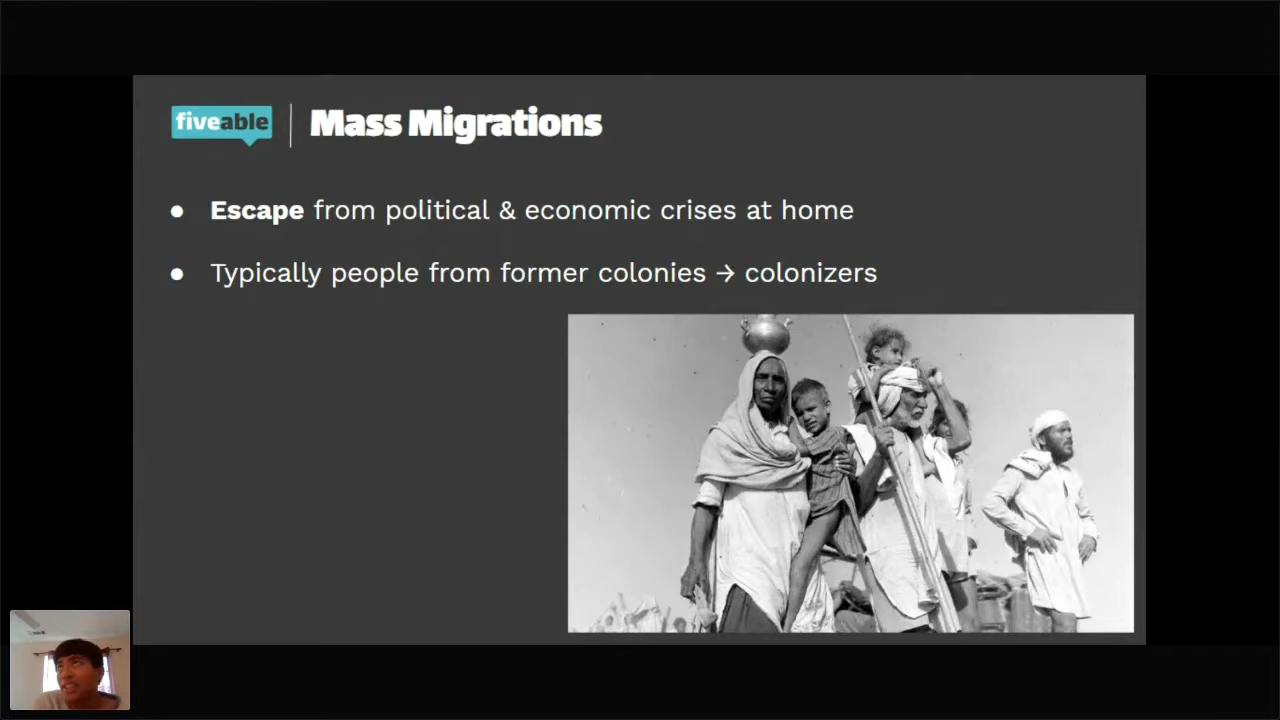 fiveable
Mass Migrations
● Escape from political & economic crises at home
● Typically people from former colonies → colonizers